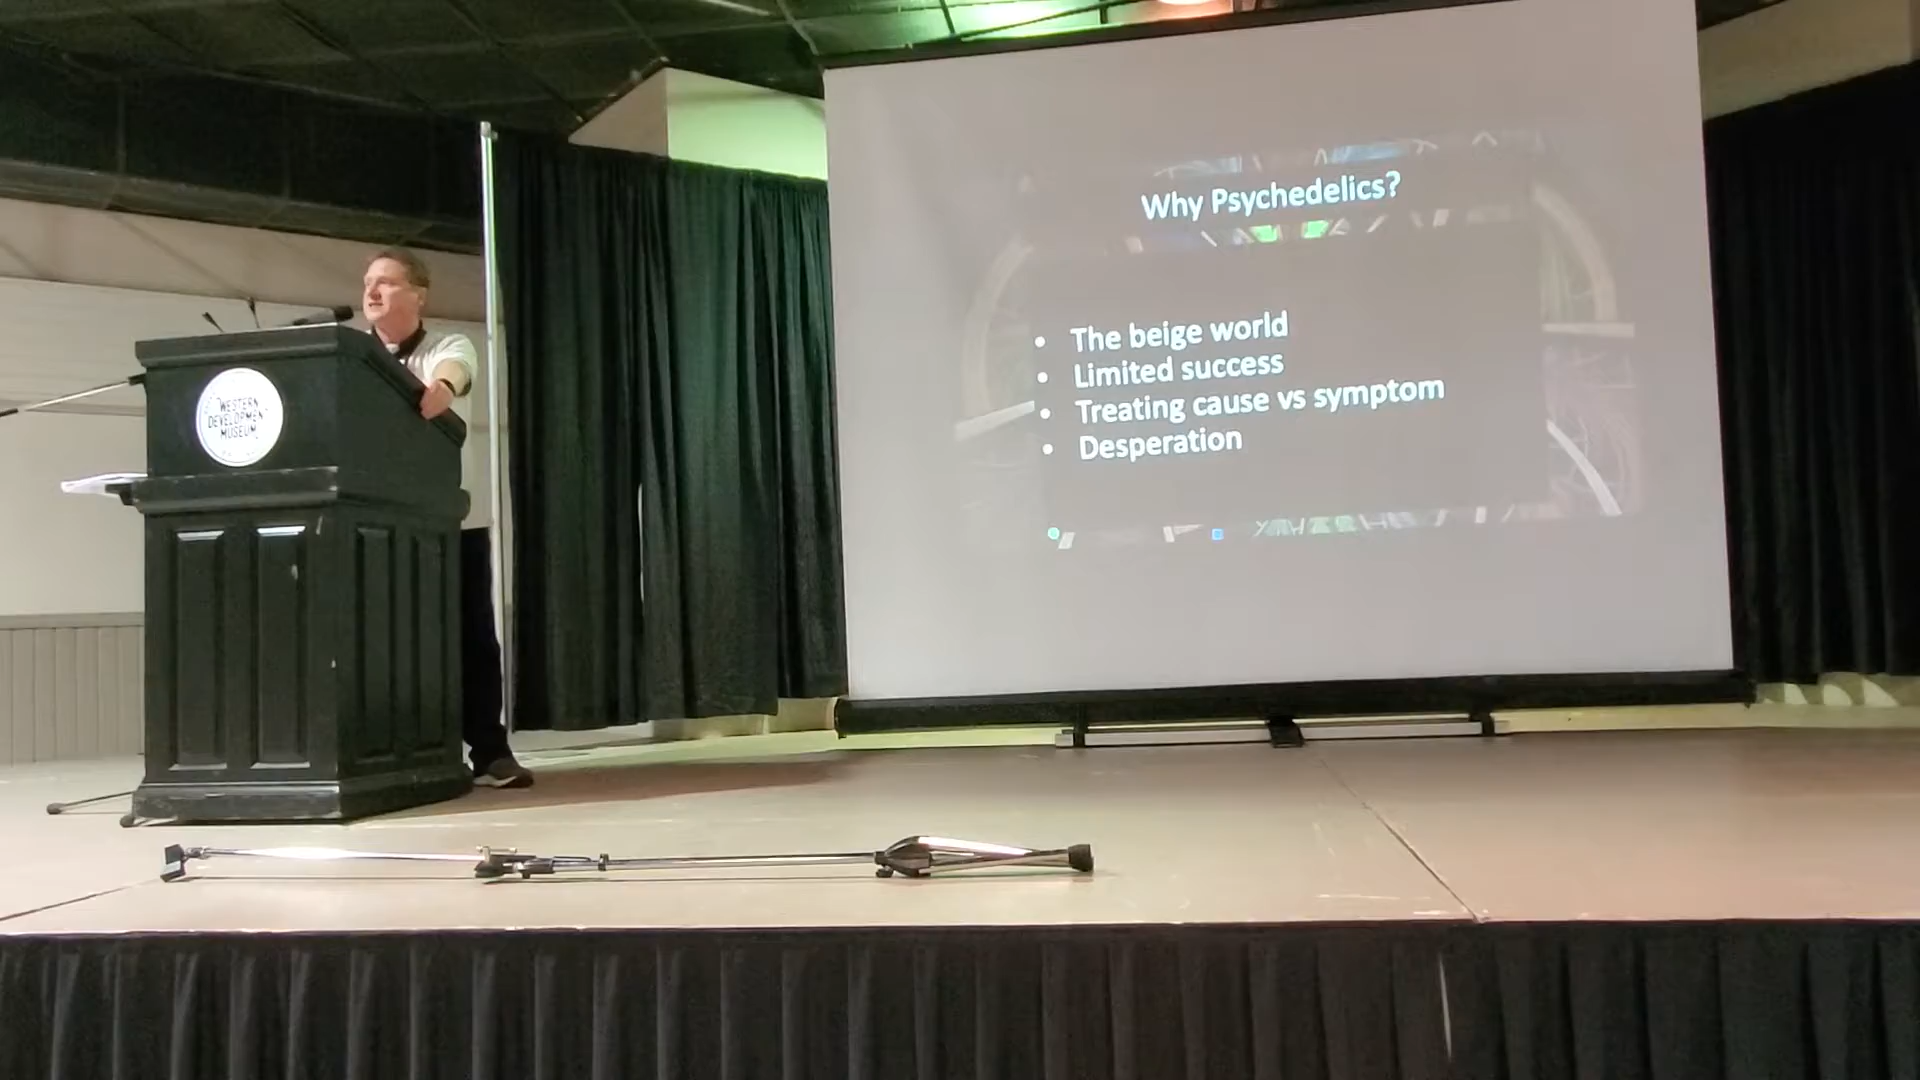 WESTERN
DEVELOPMENT
MUSEUM
Why Psychedelics?
• The beige world
• Limited success
• Treating cause vs symptom
• Desperation